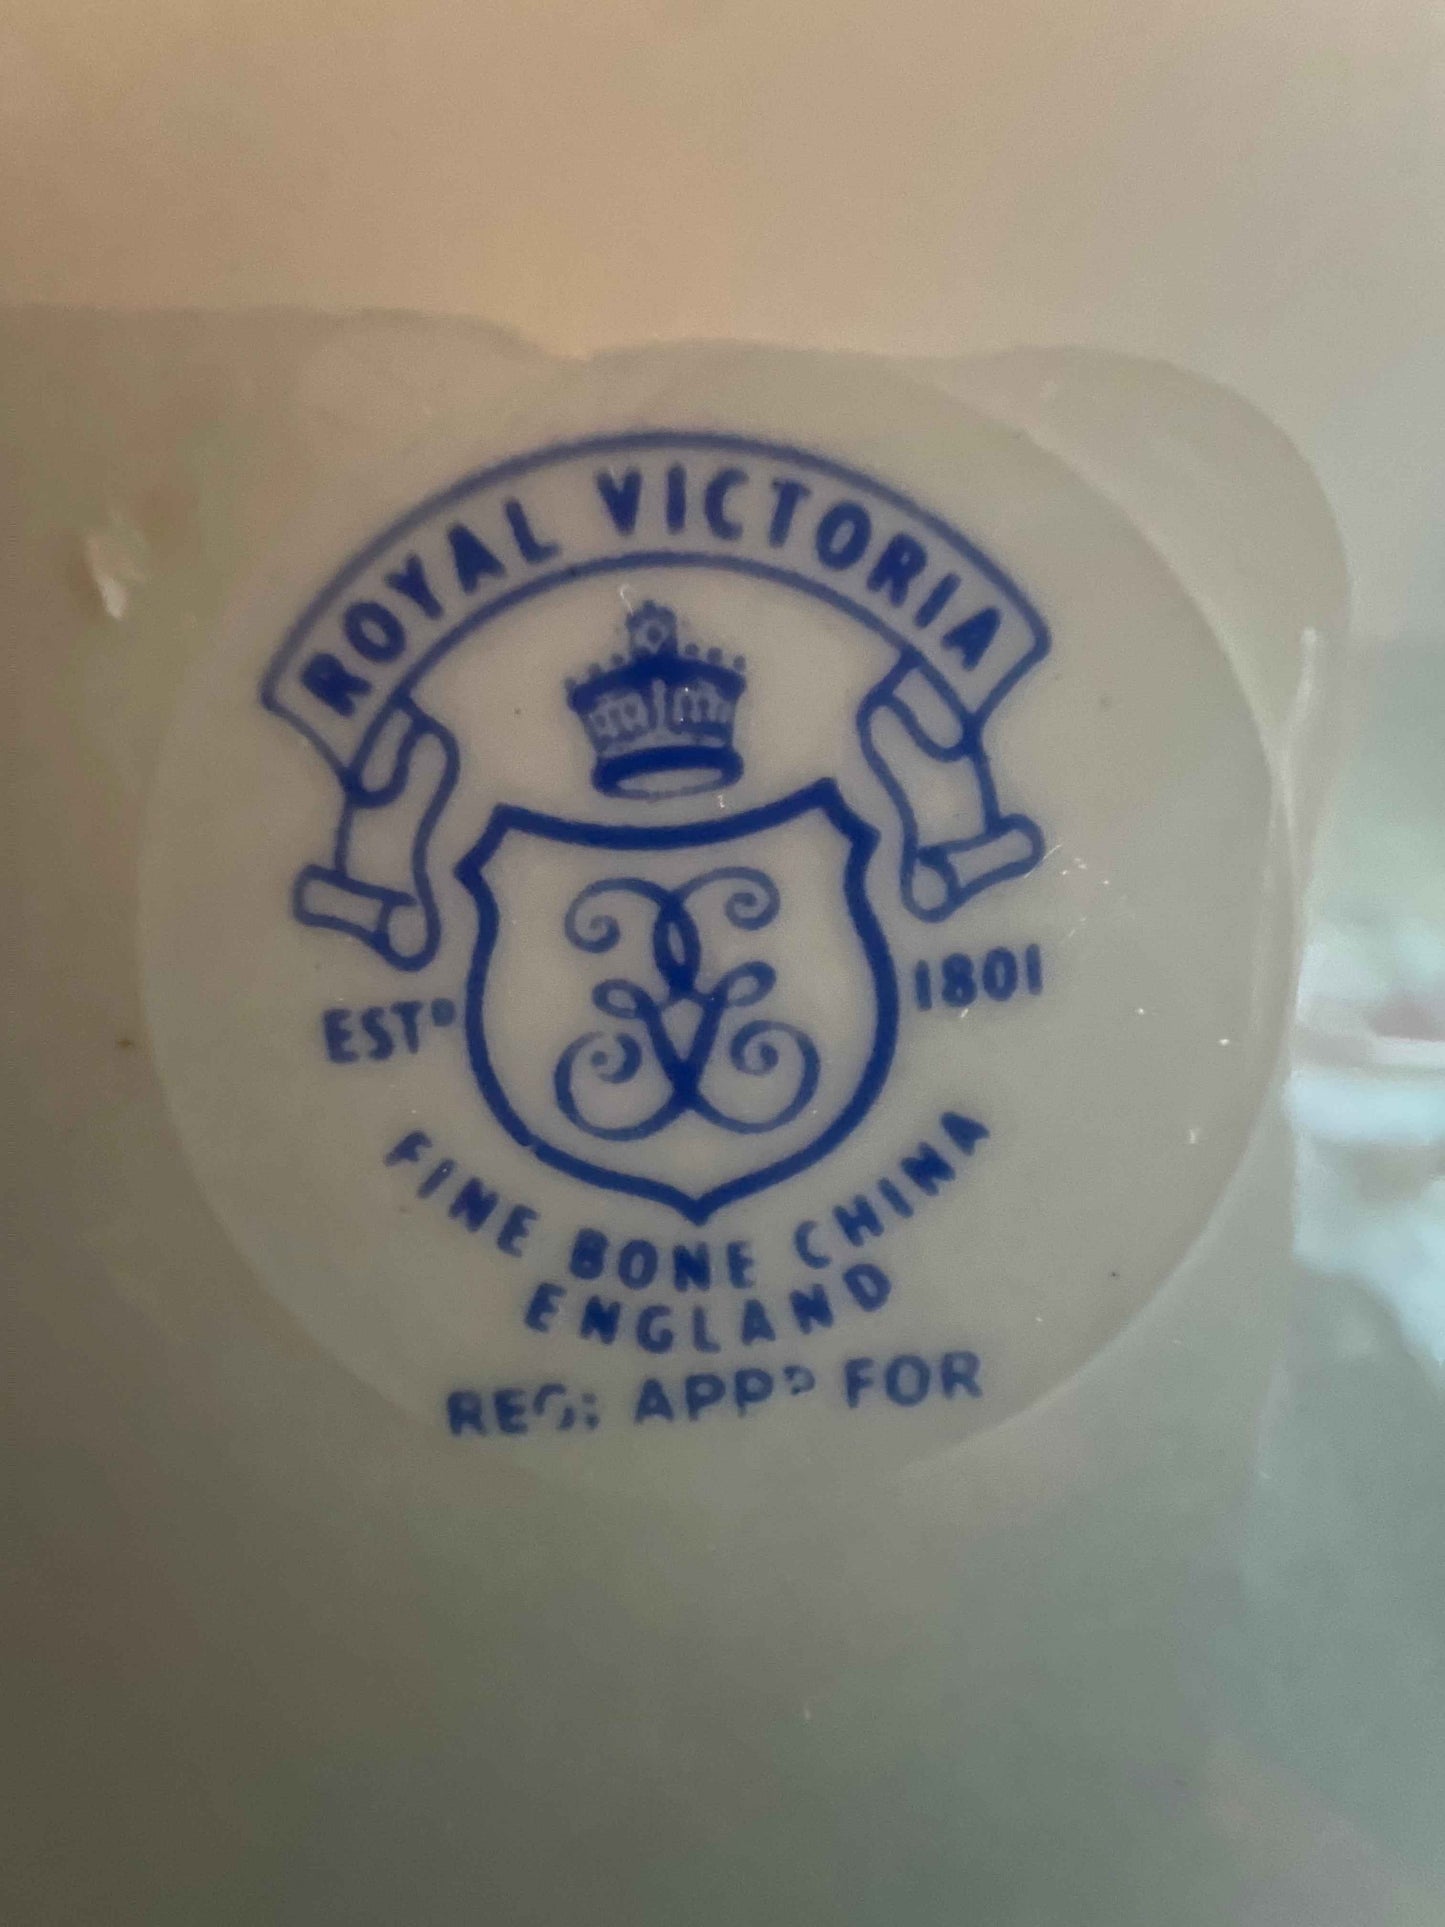 ROYAL VICTORIA
ESTD 1801
FINE BONE CHINA
ENGLAND
REG: APPD FOR